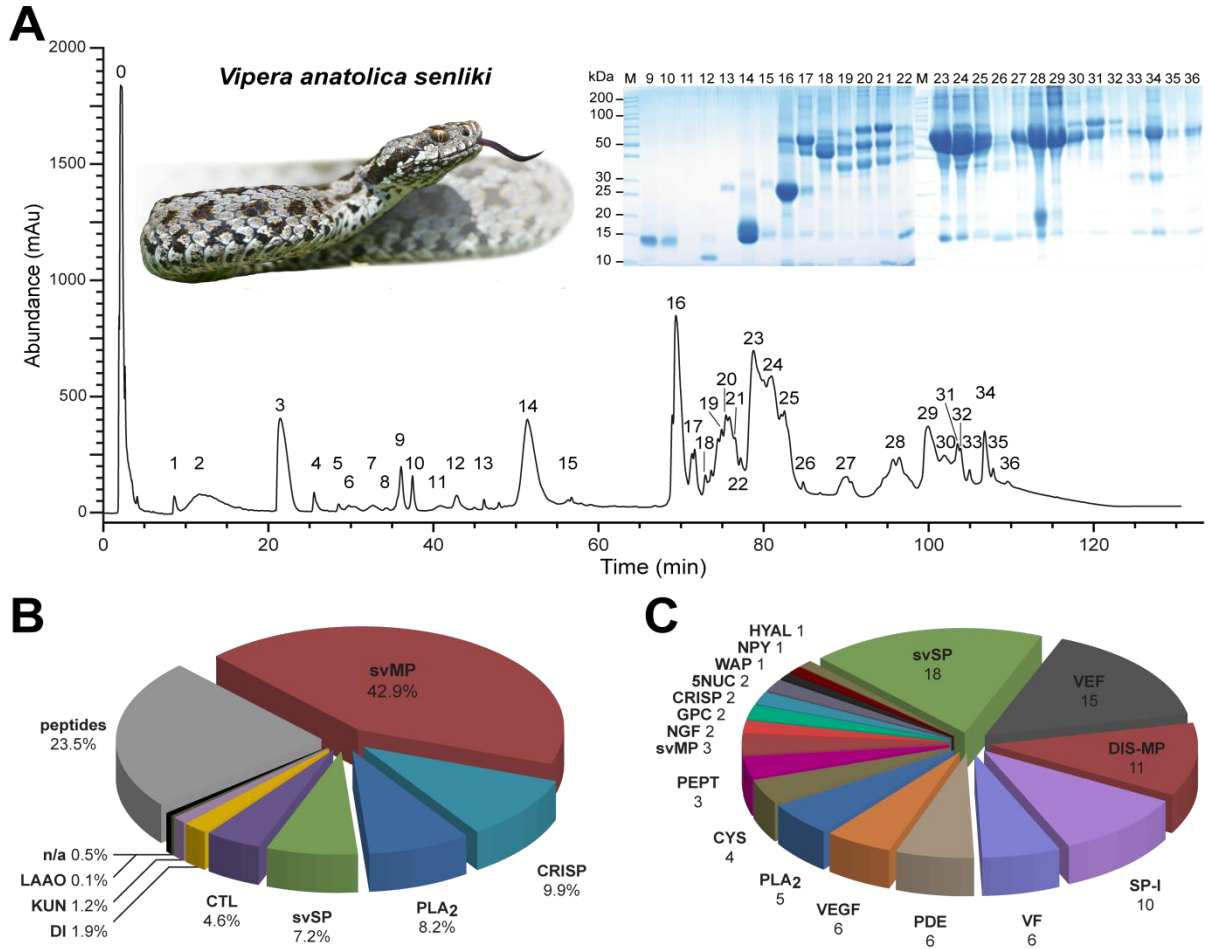 A
Vipera anatolica senliki
kDa M 9 10 11 12 13 14 15 16 17 18 19 20 21 22 M 23 24 25 26 27 28 29 30 31 32 33 34 35 36
200
100
50
30
25
20
15
10
Abundance (mAu)
2000
1500
1000
500
0
0
1
2
3
4
5
6
7
8
9
10
11
12
13
14
15
16
17
18
19
20
21
22
23
24
25
26
27
28
29
30
31
32
33
34
35
36
0 20 40 60 80 100 120
Time (min)
B
svMP
42.9%
peptides
23.5%
n/a 0.5%
LAAO 0.1%
KUN 1.2%
DI 1.9%
CTL
4.6%
svSP
7.2%
PLA2
8.2%
CRISP
9.9%
C
HYAL 1
NPY 1
WAP 1
5NUC 2
CRISP 2
GPC 2
NGF 2
svMP 3
PEPT
3
CYS
4
PLA2
5
VEGF
6
PDE
6
VF
6
SP-I
10
DIS-MP
11
VEF
15
svSP
18